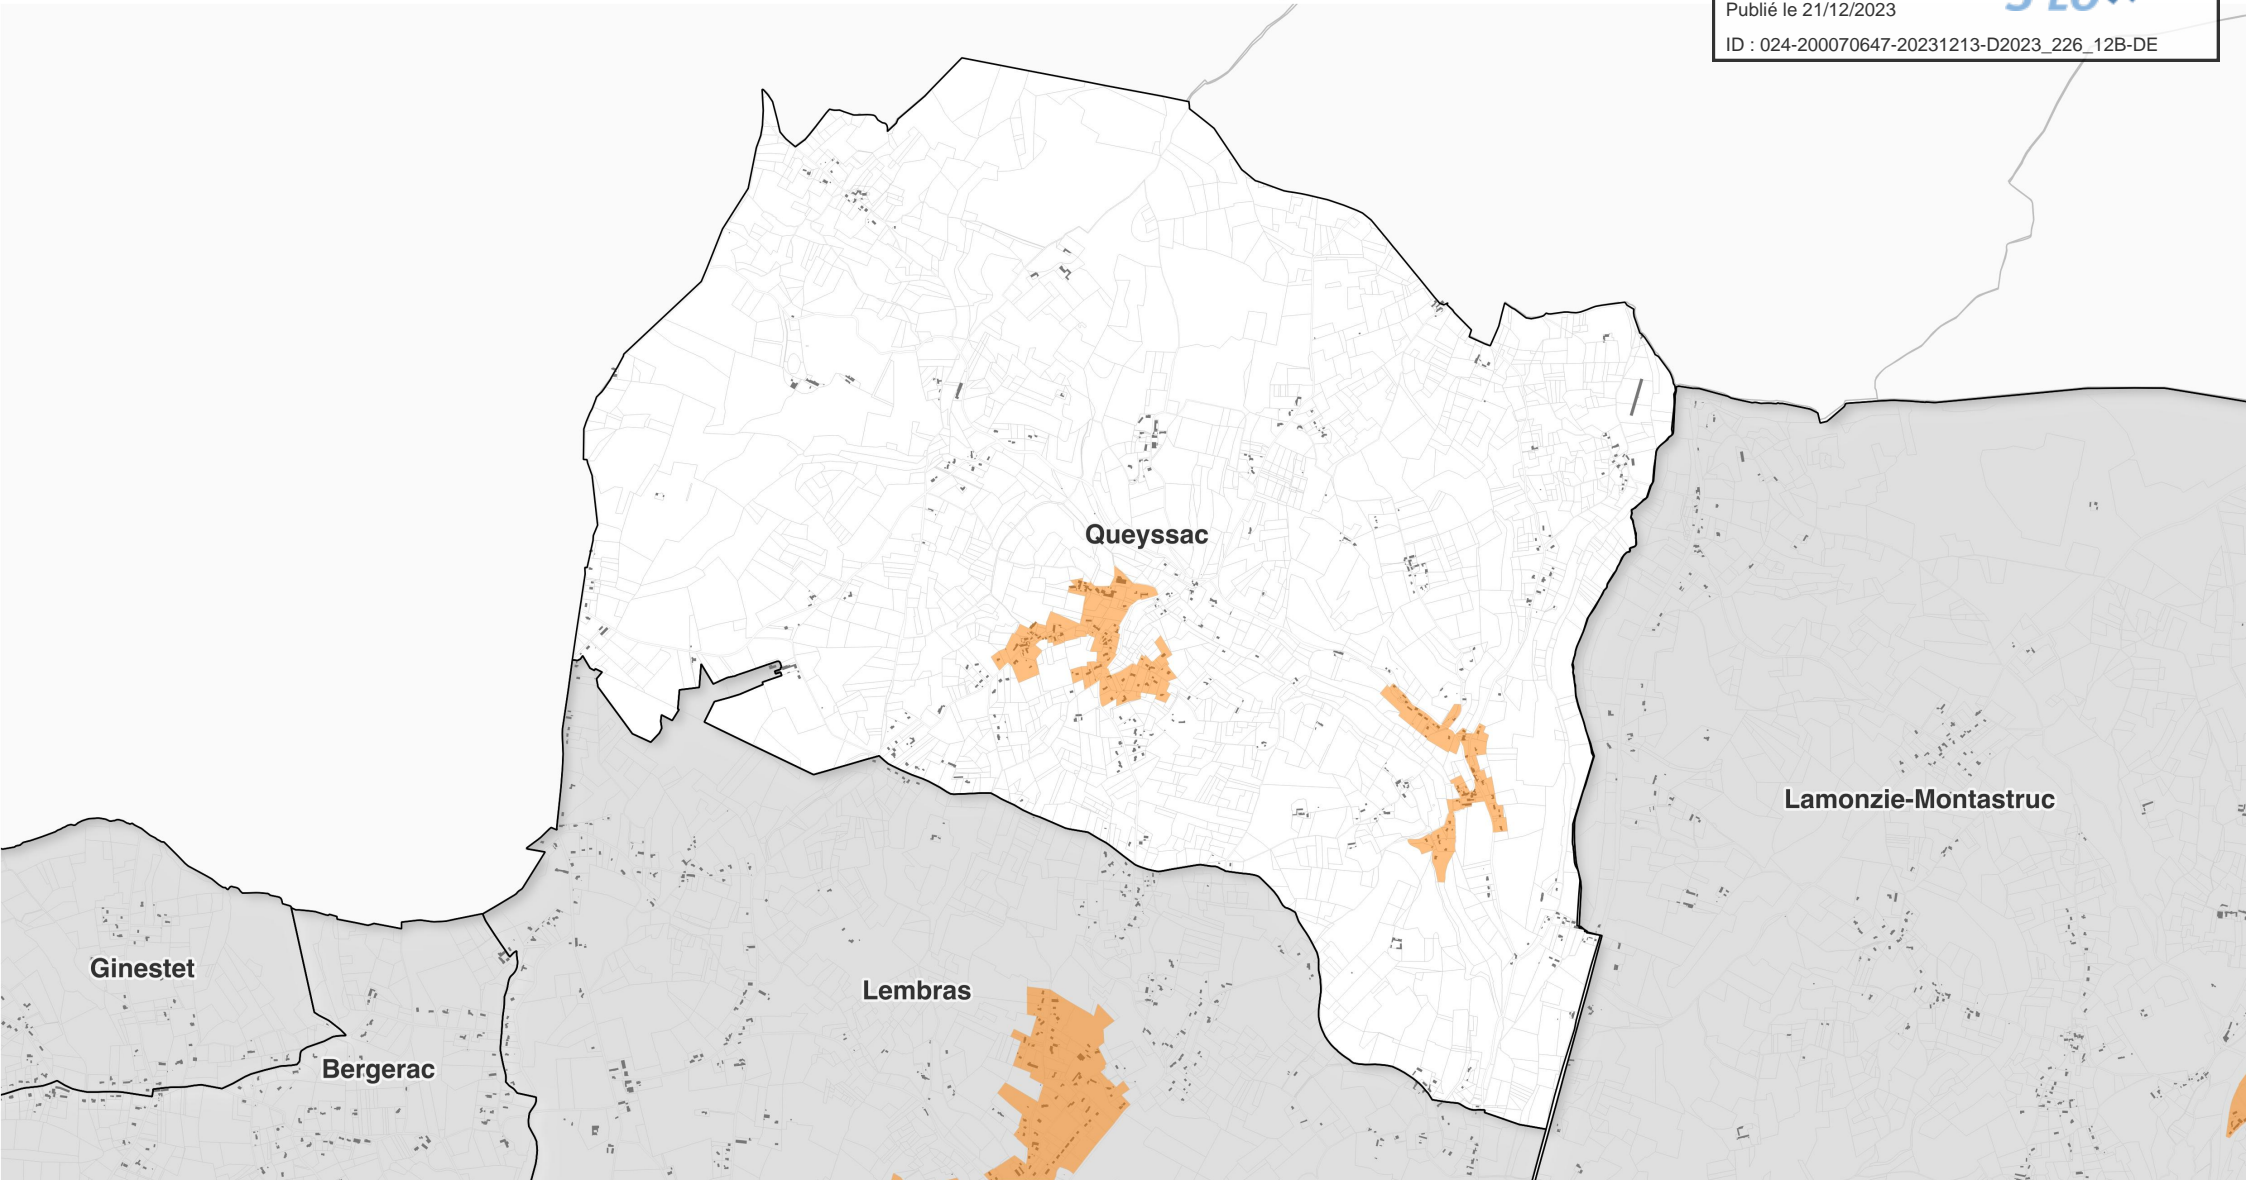 Publié le 21/12/2023
ID : 024-200070647-20231213-D2023_226_12B-DE
Queyssac
Lamonzie-Montastruc
Ginestet
Lembras
Bergerac